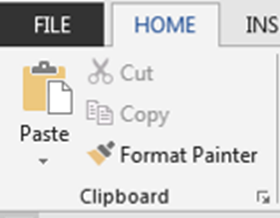 FILE HOME INS
Cut
Copy
Paste
Format Painter
Clipboard